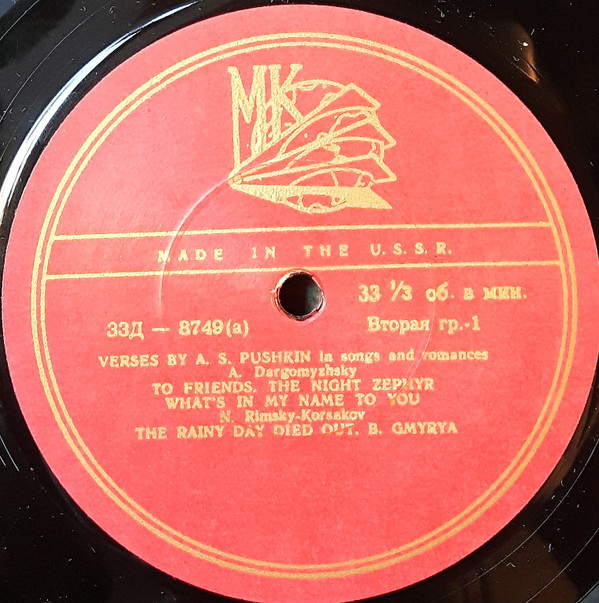 МК
MADE IN THE U.S.S.R.
33 ⅓ об. в мин.
33Д — 8749(а)
Вторая гр.-1
VERSES BY A. S. PUSHKIN in songs and romances
A. Dargomyzhsky
TO FRIENDS. THE NIGHT ZEPHYR
WHAT'S IN MY NAME TO YOU
N. Rimsky-Korsakov
THE RAINY DAY DIED OUT. B. GMYRYA